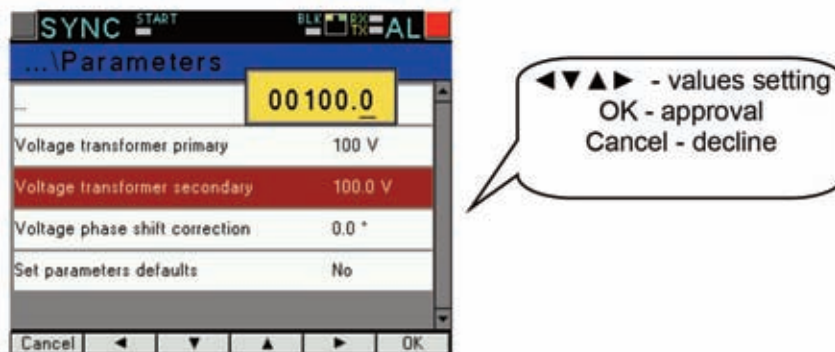 SYNC START BLK RX TX AL
...\Parameters
00100.0
...
Voltage transformer primary 100 V
Voltage transformer secondary 100.0 V
Voltage phase shift correction 0.0 °
Set parameters defaults No
Cancel ◄ ▼ ▲ ► OK
◄▼▲► - values setting
OK - approval
Cancel - decline